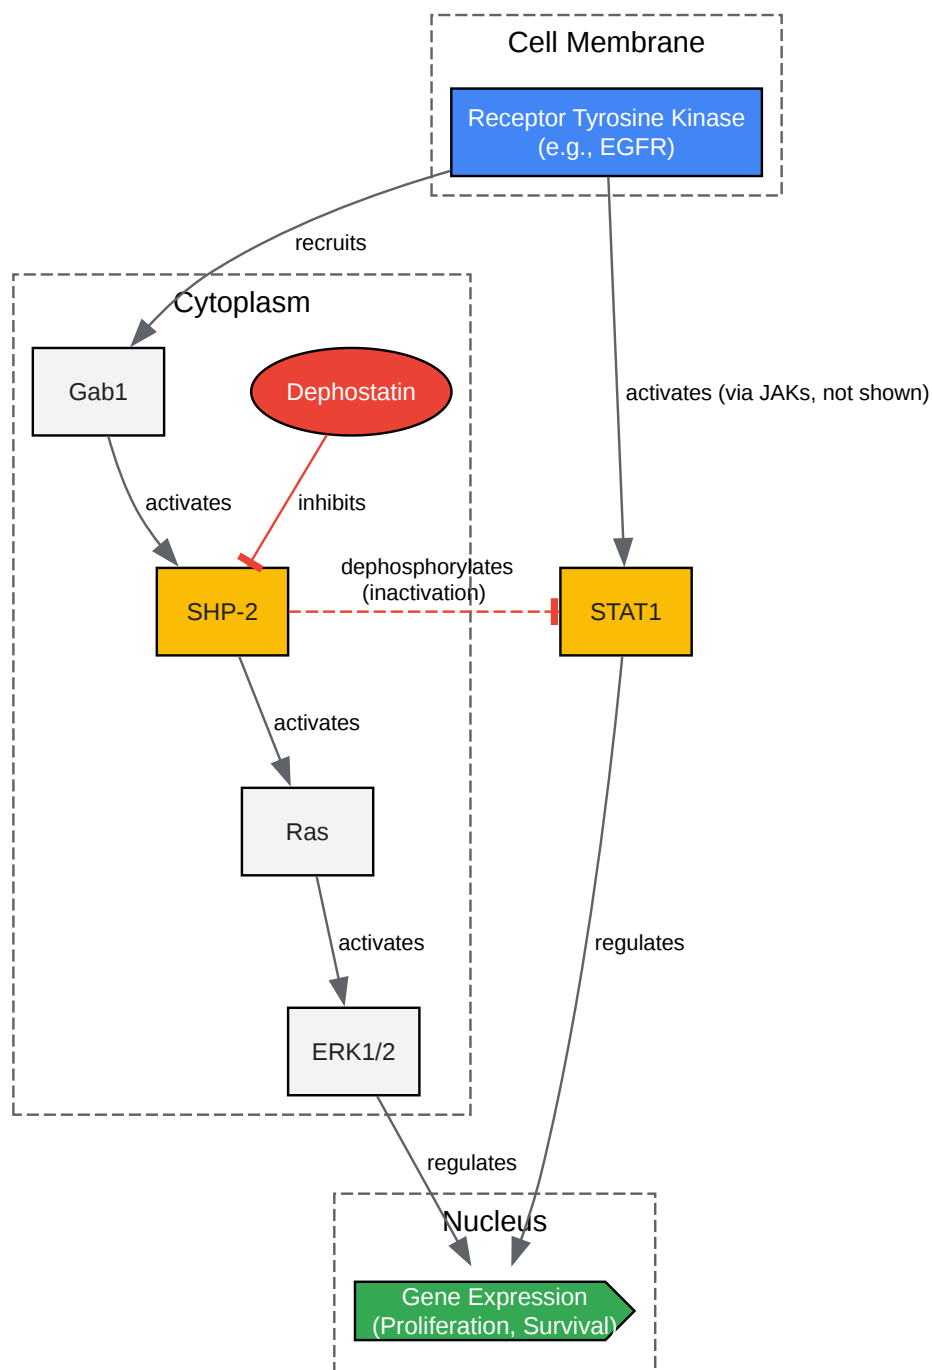 Cell Membrane
Receptor Tyrosine Kinase
(e.g., EGFR)
recruits
Cytoplasm
Gab1
Dephostatin
activates (via JAKs, not shown)
activates
inhibits
dephosphorylates
(inactivation)
SHP-2
STAT1
activates
Ras
activates
regulates
ERK1/2
regulates
Nucleus
Gene Expression
(Proliferation, Survival)